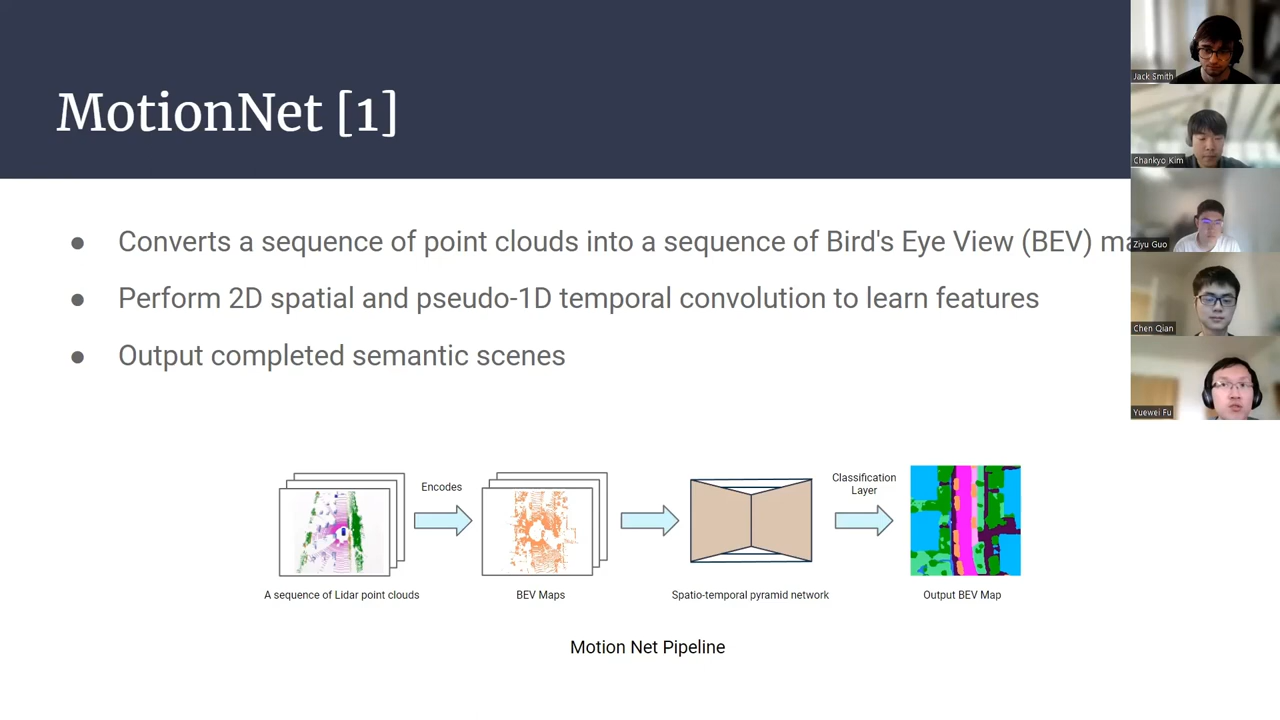 MotionNet [1]
● Converts a sequence of point clouds into a sequence of Bird's Eye View (BEV)
● Perform 2D spatial and pseudo-1D temporal convolution to learn features
● Output completed semantic scenes
Encodes
Classification
Layer
A sequence of Lidar point clouds
BEV Maps
Spatio-temporal pyramid network
Output BEV Map
Motion Net Pipeline
Jack Smith
Chankyo Kim
Ziyu Guo
Chen Qian
Yuewei Fu